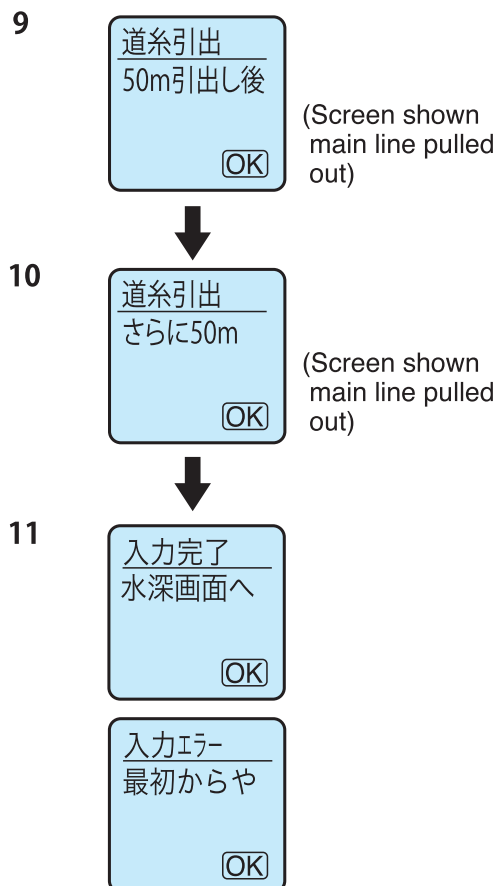 9
道糸引出
50m引出し後
OK
(Screen shown
main line pulled
out)
10
道糸引出
さらに50m
OK
(Screen shown
main line pulled
out)
11
入力完了
水深画面へ
OK
入力ｴﾗｰ
最初からや
OK